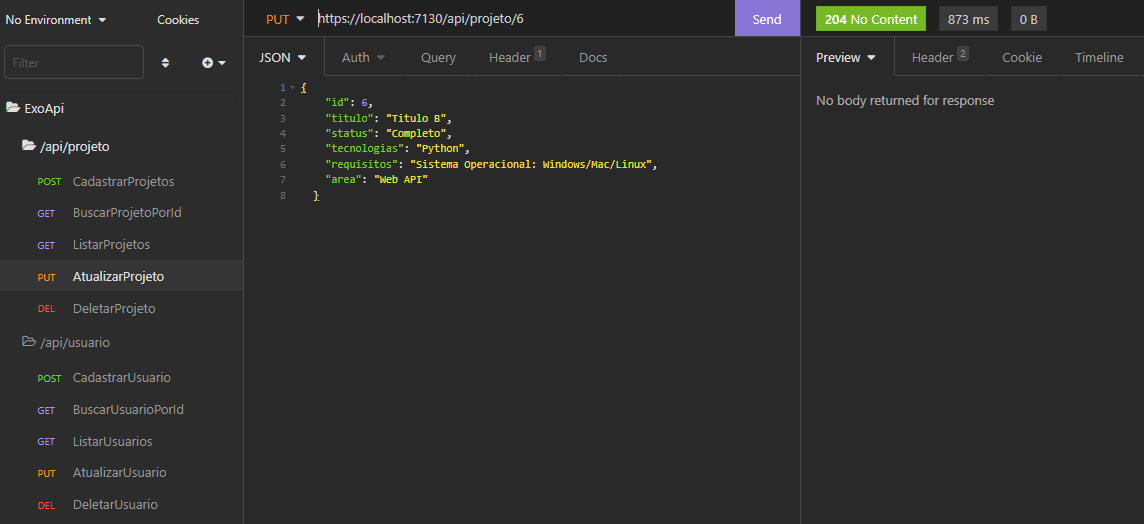 No Environment Cookies
Filter
ExoApi
/api/projeto
POST CadastrarProjetos
GET BuscarProjetoPorId
GET ListarProjetos
PUT AtualizarProjeto
DEL DeletarProjeto
/api/usuario
POST CadastrarUsuario
GET BuscarUsuarioPorId
GET ListarUsuarios
PUT AtualizarUsuario
DEL DeletarUsuario
PUT https://localhost:7130/api/projeto/6 Send
JSON Auth Query Header 1 Docs
1 {
2 "id": 6,
3 "titulo": "Titulo B",
4 "status": "Completo",
5 "tecnologias": "Python",
6 "requisitos": "Sistema Operacional: Windows/Mac/Linux",
7 "area": "Web API"
8 }
204 No Content 873 ms 0 B
Preview Header 2 Cookie Timeline
No body returned for response